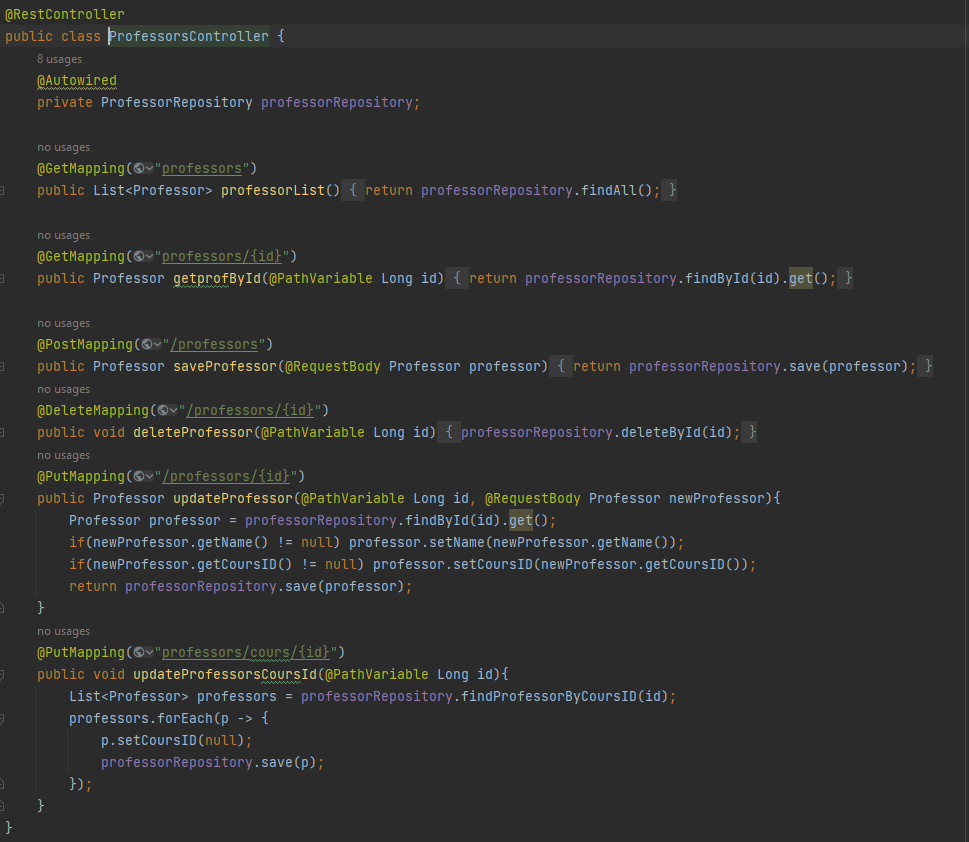 @RestController
public class ProfessorsController {
8 usages
@Autowired
private ProfessorRepository professorRepository;
no usages
@GetMapping("professors")
public List<Professor> professorList() { return professorRepository.findAll(); }
no usages
@GetMapping("professors/{id}")
public Professor getprofById(@PathVariable Long id) { return professorRepository.findById(id).get(); }
no usages
@PostMapping("/professors")
public Professor saveProfessor(@RequestBody Professor professor) { return professorRepository.save(professor); }
no usages
@DeleteMapping("/professors/{id}")
public void deleteProfessor(@PathVariable Long id) { professorRepository.deleteById(id); }
no usages
@PutMapping("/professors/{id}")
public Professor updateProfessor(@PathVariable Long id, @RequestBody Professor newProfessor){
Professor professor = professorRepository.findById(id).get();
if(newProfessor.getName() != null) professor.setName(newProfessor.getName());
if(newProfessor.getCoursID() != null) professor.setCoursID(newProfessor.getCoursID());
return professorRepository.save(professor);
}
no usages
@PutMapping("professors/cours/{id}")
public void updateProfessorsCoursId(@PathVariable Long id){
List<Professor> professors = professorRepository.findProfessorByCoursID(id);
professors.forEach(p -> {
p.setCoursID(null);
professorRepository.save(p);
});
}
}